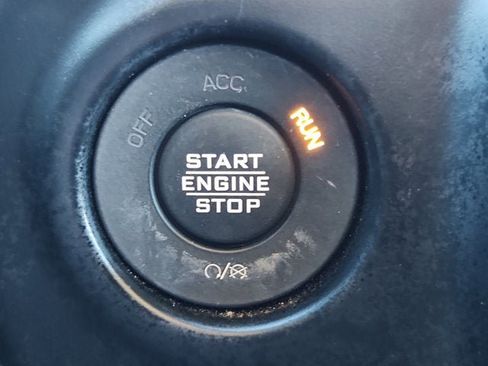 ACC
OFF
RUN
START
ENGINE
STOP